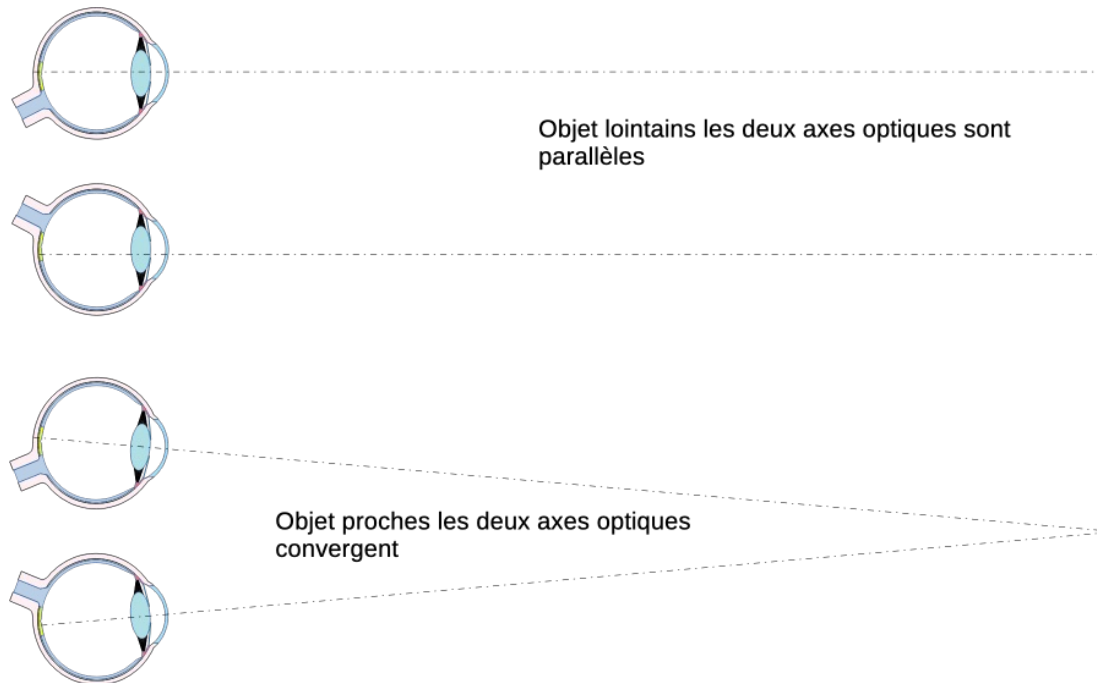 Objet lointains les deux axes optiques sont
parallèles
Objet proches les deux axes optiques
convergent